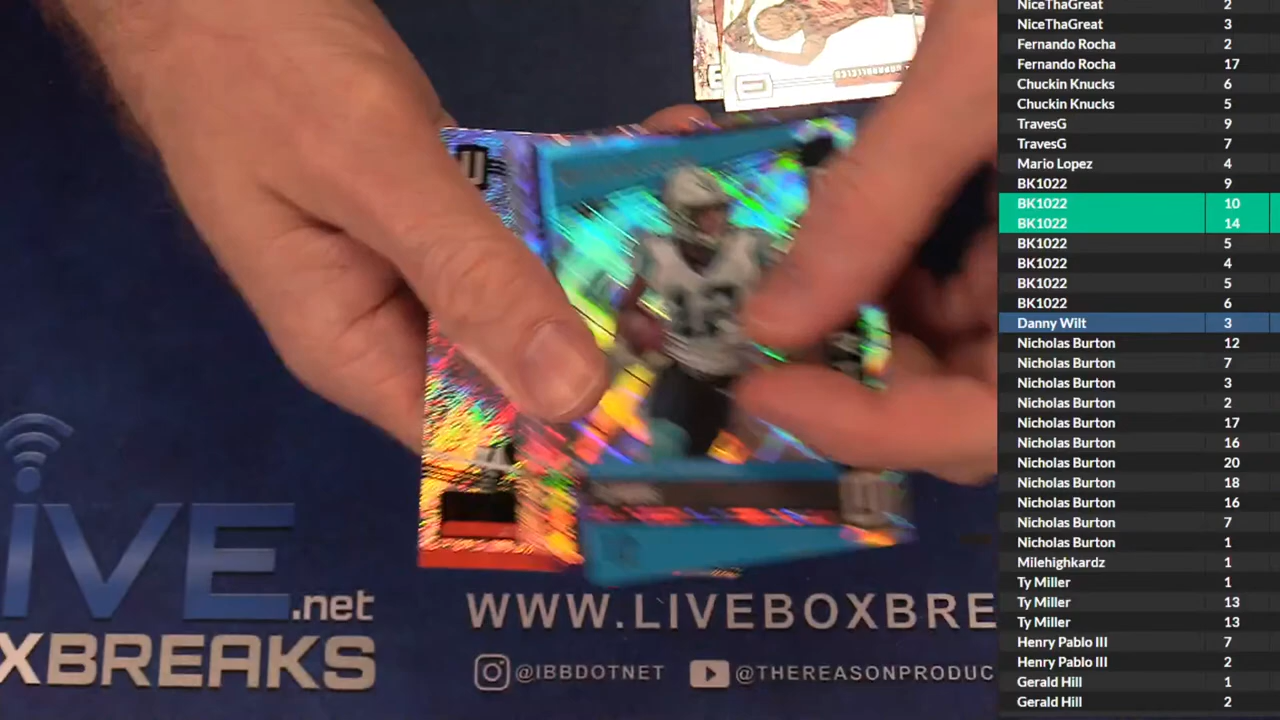 NiceThaGreat 2
NiceThaGreat 3
Fernando Rocha 2
Fernando Rocha 17
Chuckin Knucks 6
Chuckin Knucks 5
TravesG 9
TravesG 7
Mario Lopez 4
BK1022 9
BK1022 10
BK1022 14
BK1022 5
BK1022 4
BK1022 5
BK1022 6
Danny Wilt 3
Nicholas Burton 12
Nicholas Burton 7
Nicholas Burton 3
Nicholas Burton 2
Nicholas Burton 17
Nicholas Burton 16
Nicholas Burton 20
Nicholas Burton 18
Nicholas Burton 16
Nicholas Burton 7
Nicholas Burton 1
Milehighkardz 1
Ty Miller 1
Ty Miller 13
Ty Miller 13
Henry Pablo III 7
Henry Pablo III 2
Gerald Hill 1
Gerald Hill 2
UNPARALLELED
12
iVE.net
XBREAKS
WWW.LIVEBOXBRE
@IBBDOTNET @THEREASONPRODUC